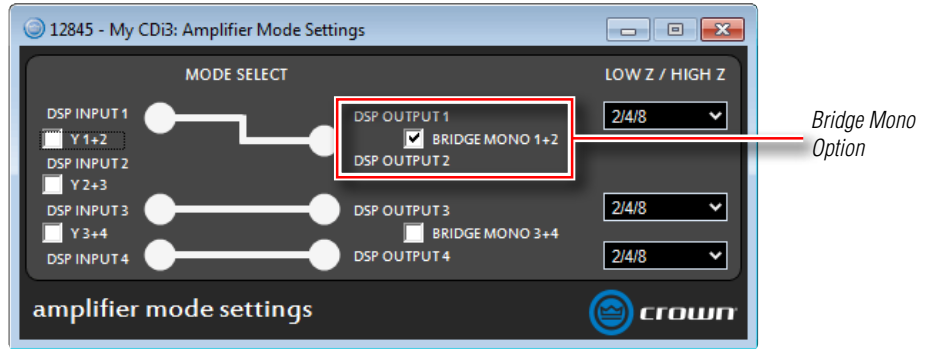 12845 - My CDi3: Amplifier Mode Settings
MODE SELECT
LOW Z / HIGH Z
DSP INPUT 1
DSP OUTPUT 1
2/4/8
Y 1+2
BRIDGE MONO 1+2
DSP INPUT 2
DSP OUTPUT 2
Bridge Mono
Option
Y 2+3
DSP INPUT 3
DSP OUTPUT 3
2/4/8
Y 3+4
BRIDGE MONO 3+4
DSP INPUT 4
DSP OUTPUT 4
2/4/8
amplifier mode settings
crown